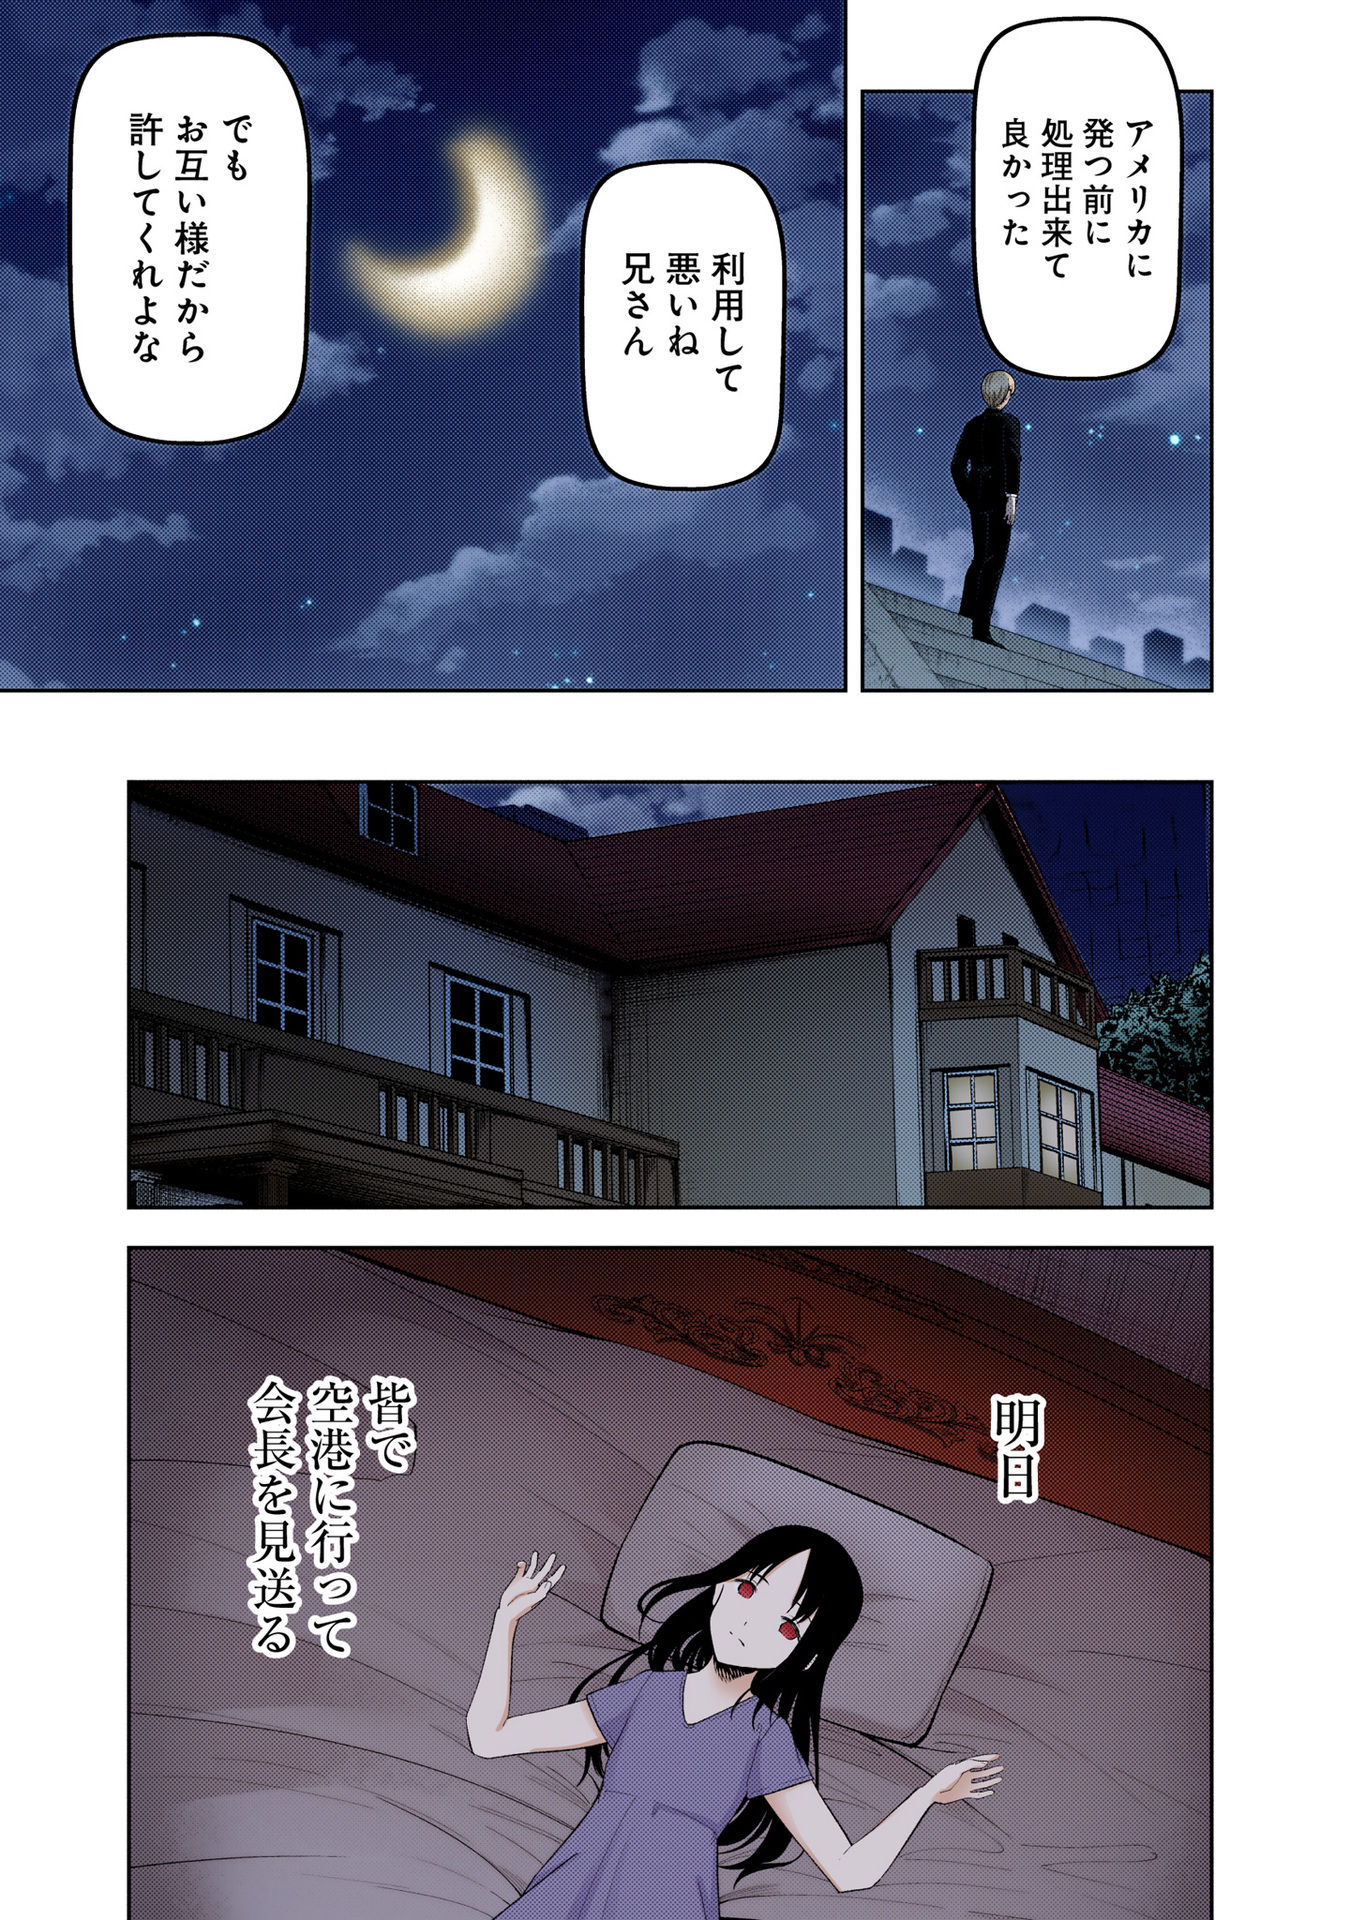 アメリカに
発つ前に
処理出来て
良かった
利用して
悪いね
兄さん
でも
お互い様だから
許してくれよな
明日
皆で
空港に行って
会長を見送る